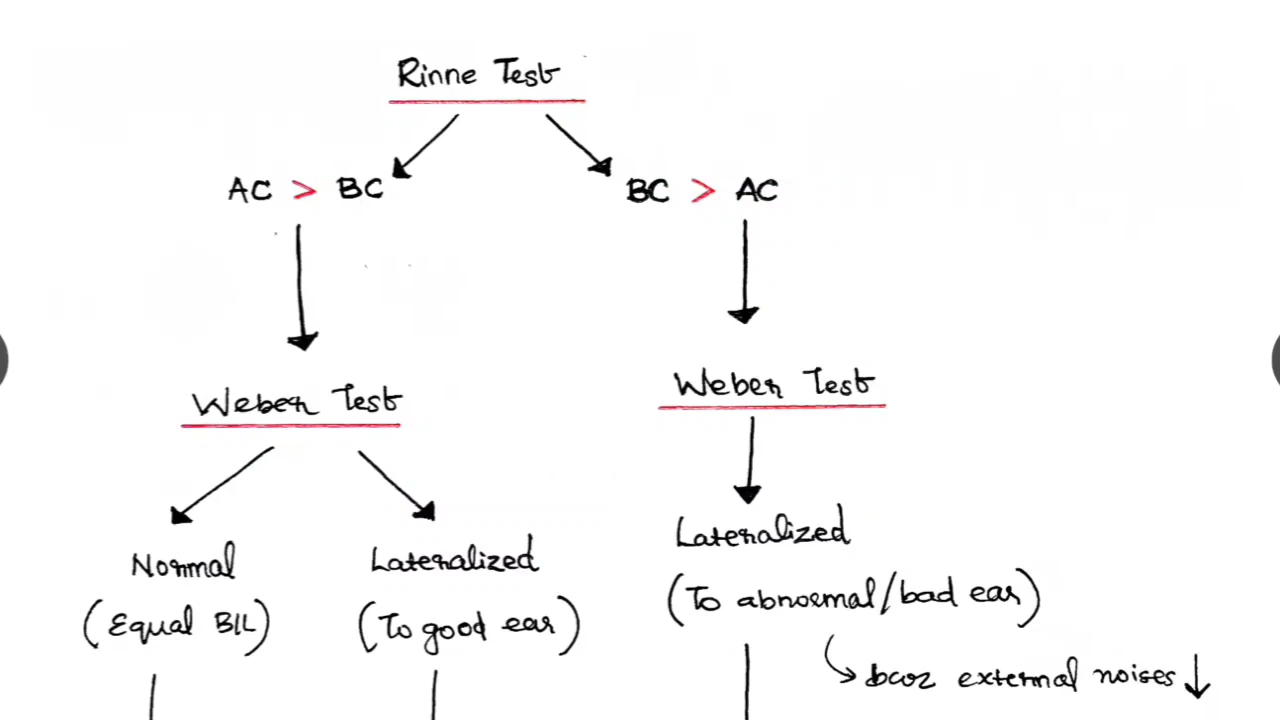 Rinne Test
AC > BC
BC > AC
Weber Test
Weber Test
Normal
(Equal B/L)
Lateralized
(To good ear)
Lateralized
(To abnormal/bad ear)
bcoz external noises ↓